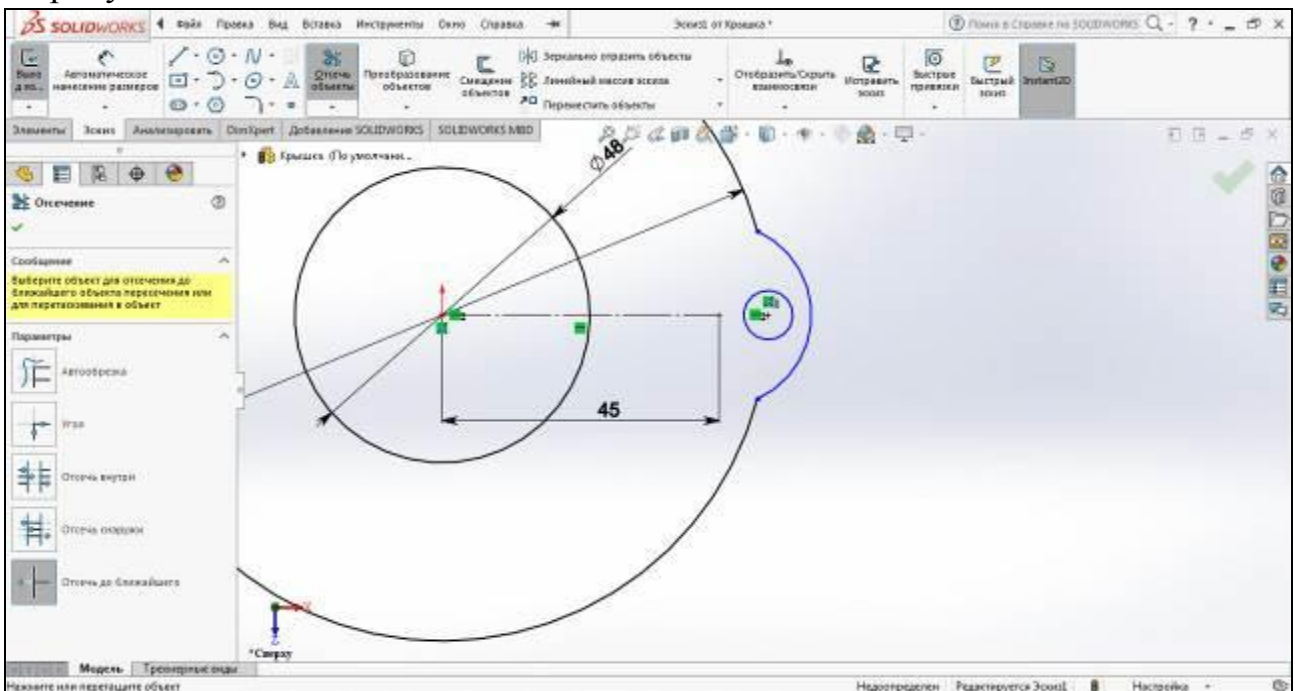 SOLIDWORKS Файл Правка Вид Вставка Инструменты Окно Справка Эскиз1 от Крышка * Поиск в Справке по SOLIDWORKS
Автоматическое нанесение размеров
Отсечь объекты
Преобразование объектов
Смещение объектов
Зеркально отразить объекты
Линейный массив эскиза
Переместить объекты
Отобразить/Скрыть взаимосвязи
Исправить эскиз
Быстрые привязки
Быстрый эскиз
Instant2D
Элементы Эскиз Анализировать DimXpert Добавления SOLIDWORKS SOLIDWORKS MBD
Крышка (По умолчани...
Отсечение
Сообщение
Выберите объект для отсечения до
ближайшего объекта пересечения или
для перетаскивания в объект
Параметры
Автообрезка
Угол
Отсечь внутри
Отсечь снаружи
Отсечь до ближайшего
Ø48
45
X
Z
*Сверху
Модель Трехмерные виды
Нажмите или перетащите объект Недоопределен Редактируется Эскиз1 Настройка